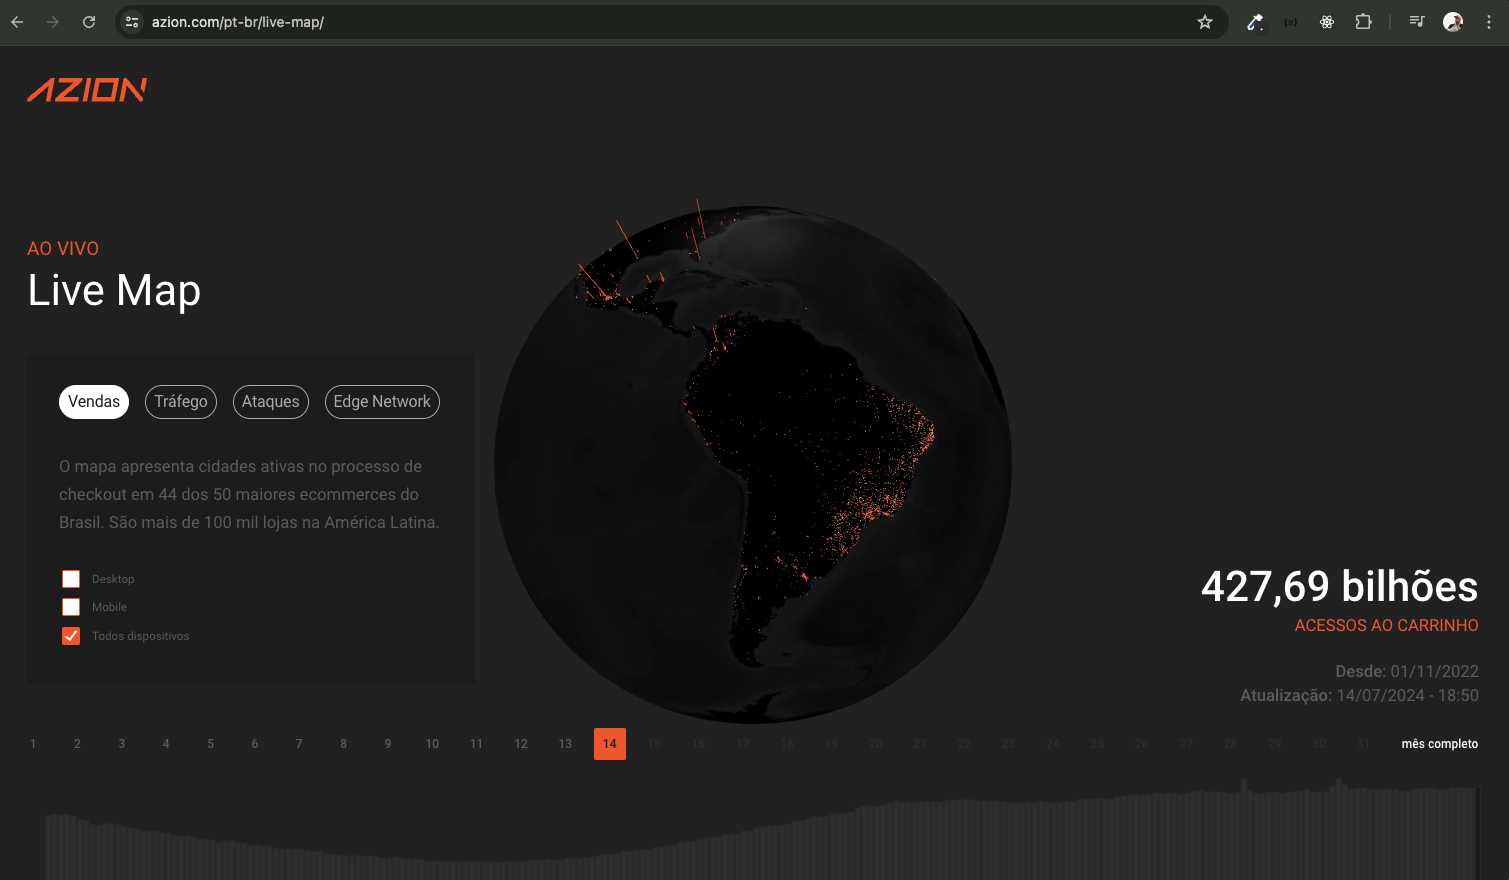 azion.com/pt-br/live-map/
AZION
AO VIVO
Live Map
Vendas
Tráfego
Ataques
Edge Network
O mapa apresenta cidades ativas no processo de
checkout em 44 dos 50 maiores ecommerces do
Brasil. São mais de 100 mil lojas na América Latina.
Desktop
Mobile
Todos dispositivos
427,69 bilhões
ACESSOS AO CARRINHO
Desde: 01/11/2022
Atualização: 14/07/2024 - 18:50
1 2 3 4 5 6 7 8 9 10 11 12 13 14 15 16 17 18 19 20 21 22 23 24 25 26 27 28 29 30 31 mês completo